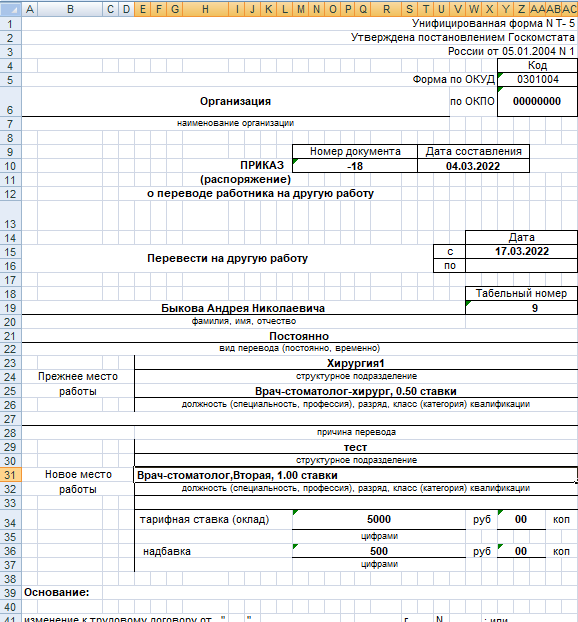 A B C D E F G H I J K L M N O P Q R S T U V W X Y Z AA AB AC
1 Унифицированная форма N Т- 5
2 Утверждена постановлением Госкомстата
3 России от 05.01.2004 N 1
4 Код
5 Форма по ОКУД 0301004
6 Организация по ОКПО 00000000
7 наименование организации
8
9 Номер документа Дата составления
10 ПРИКАЗ -18 04.03.2022
11 (распоряжение)
12 о переводе работника на другую работу
13
14 Дата
15 Перевести на другую работу с 17.03.2022
16 по
17
18 Табельный номер
19 Быкова Андрея Николаевича 9
20 фамилия, имя, отчество
21 Постоянно
22 вид перевода (постоянно, временно)
23 Хирургия1
24 Прежнее место структурное подразделение
25 работы Врач-стоматолог-хирург, 0.50 ставки
26 должность (специальность, профессия), разряд, класс (категория) квалификации
27
28 причина перевода
29 тест
30 структурное подразделение
31 Новое место Врач-стоматолог,Вторая, 1.00 ставки
32 работы должность (специальность, профессия), разряд, класс (категория) квалификации
33
34 тарифная ставка (оклад) 5000 руб 00 коп
35 цифрами
36 надбавка 500 руб 00 коп
37 цифрами
38
39 Основание:
40
41 изменение к трудовому договору от " " г. N ; или